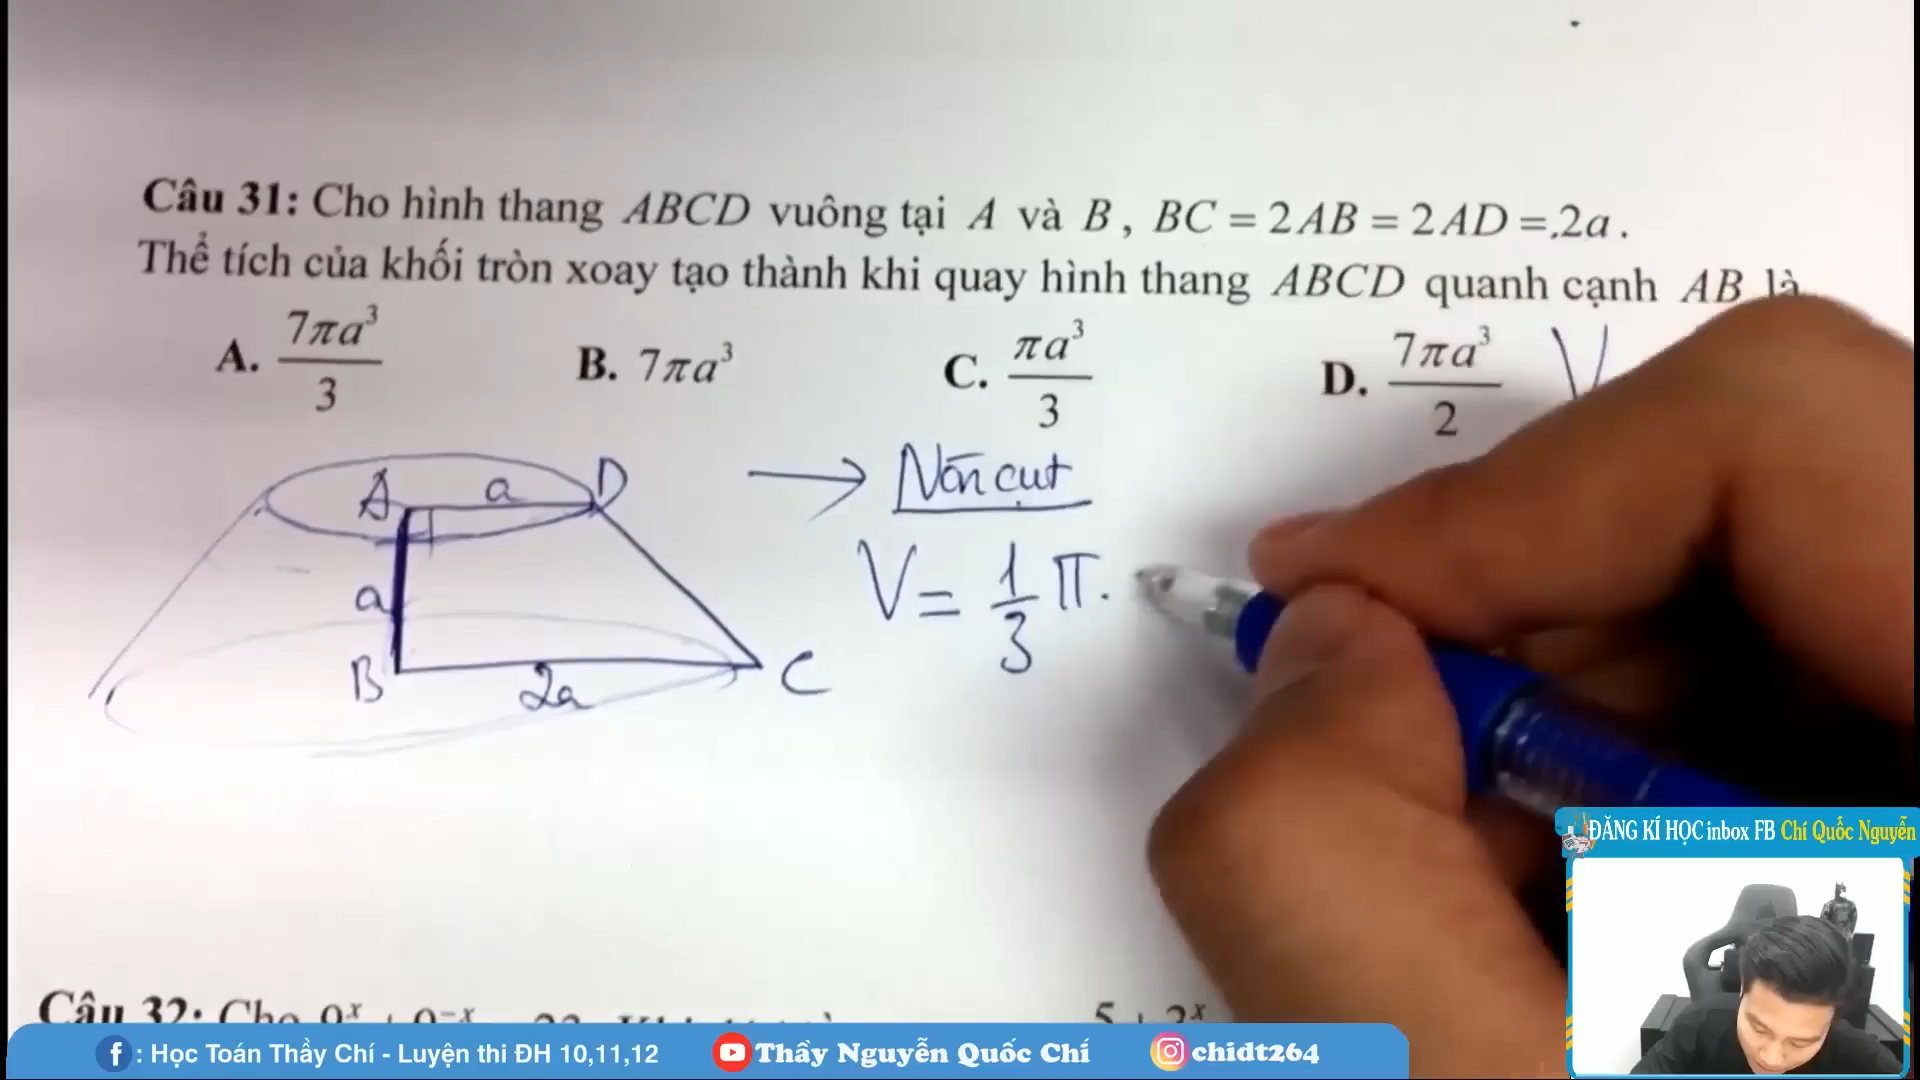 Câu 31: Cho hình thang ABCD vuông tại A và B, BC = 2AB = 2AD = 2a.
Thể tích của khối tròn xoay tạo thành khi quay hình thang ABCD quanh cạnh AB là
A. 7πa³/3 B. 7πa³ C. πa³/3 D. 7πa³/2 V
A a D
→ Nón cụt
a
V = 1/3 π.
B 2a C
Câu 32: Cho
: Học Toán Thầy Chí - Luyện thi ĐH 10,11,12 Thầy Nguyễn Quốc Chí chidt264
ĐĂNG KÍ HỌC inbox FB Chí Quốc Nguyễn